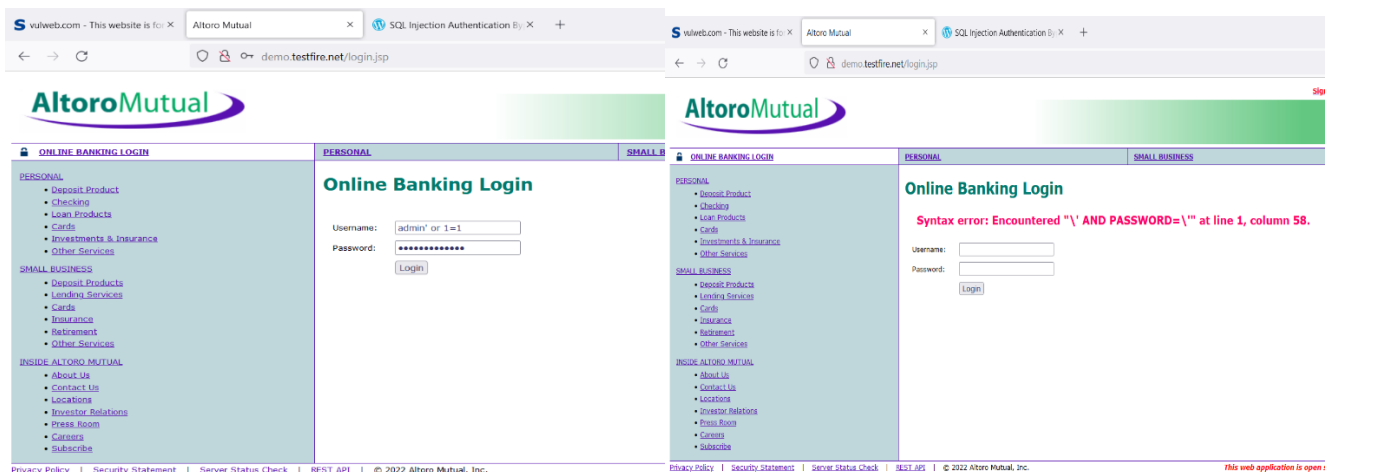 vulweb.com - This website is for
Altoro Mutual
SQL Injection Authentication By
demo.testfire.net/login.jsp
AltoroMutual
ONLINE BANKING LOGIN
PERSONAL
SMALL B
PERSONAL
Deposit Product
Checking
Loan Products
Cards
Investments & Insurance
Other Services
SMALL BUSINESS
Deposit Products
Lending Services
Cards
Insurance
Retirement
Other Services
INSIDE ALTORO MUTUAL
About Us
Contact Us
Locations
Investor Relations
Press Room
Careers
Subscribe
Online Banking Login
Username: admin' or 1=1
Password: •••••••••••••
Login
Privacy Policy | Security Statement | Server Status Check | REST API | © 2022 Altoro Mutual, Inc.
vulweb.com - This website is fo
Altoro Mutual
SQL Injection Authentication By
demo.testfire.net/login.jsp
Sig
AltoroMutual
ONLINE BANKING LOGIN
PERSONAL
SMALL BUSINESS
PERSONAL
Deposit Product
Checking
Loan Products
Cards
Investments & Insurance
Other Services
SMALL BUSINESS
Deposit Products
Lending Services
Cards
Insurance
Retirement
Other Services
INSIDE ALTORO MUTUAL
About Us
Contact Us
Locations
Investor Relations
Press Room
Careers
Subscribe
Online Banking Login
Syntax error: Encountered "\' AND PASSWORD=\'" at line 1, column 58.
Username:
Password:
Login
Privacy Policy | Security Statement | Server Status Check | REST API | © 2022 Altoro Mutual, Inc.
This web application is open s